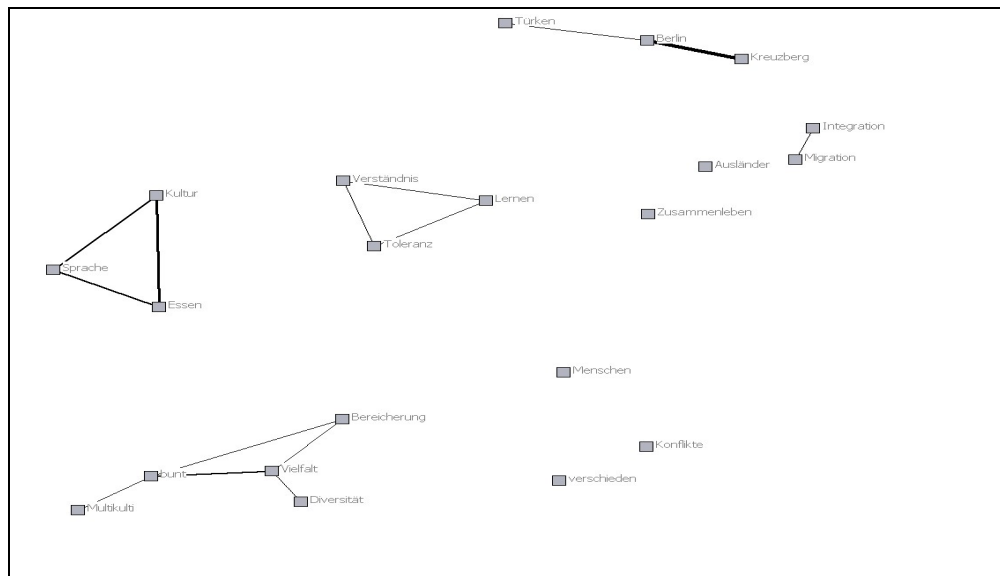 Türken
Berlin
Kreuzberg
Integration
Migration
Ausländer
Verständnis
Kultur
Lernen
Zusammenleben
Toleranz
Sprache
Essen
Menschen
Bereicherung
Konflikte
Vielfalt
bunt
verschieden
Diversität
Multikulti